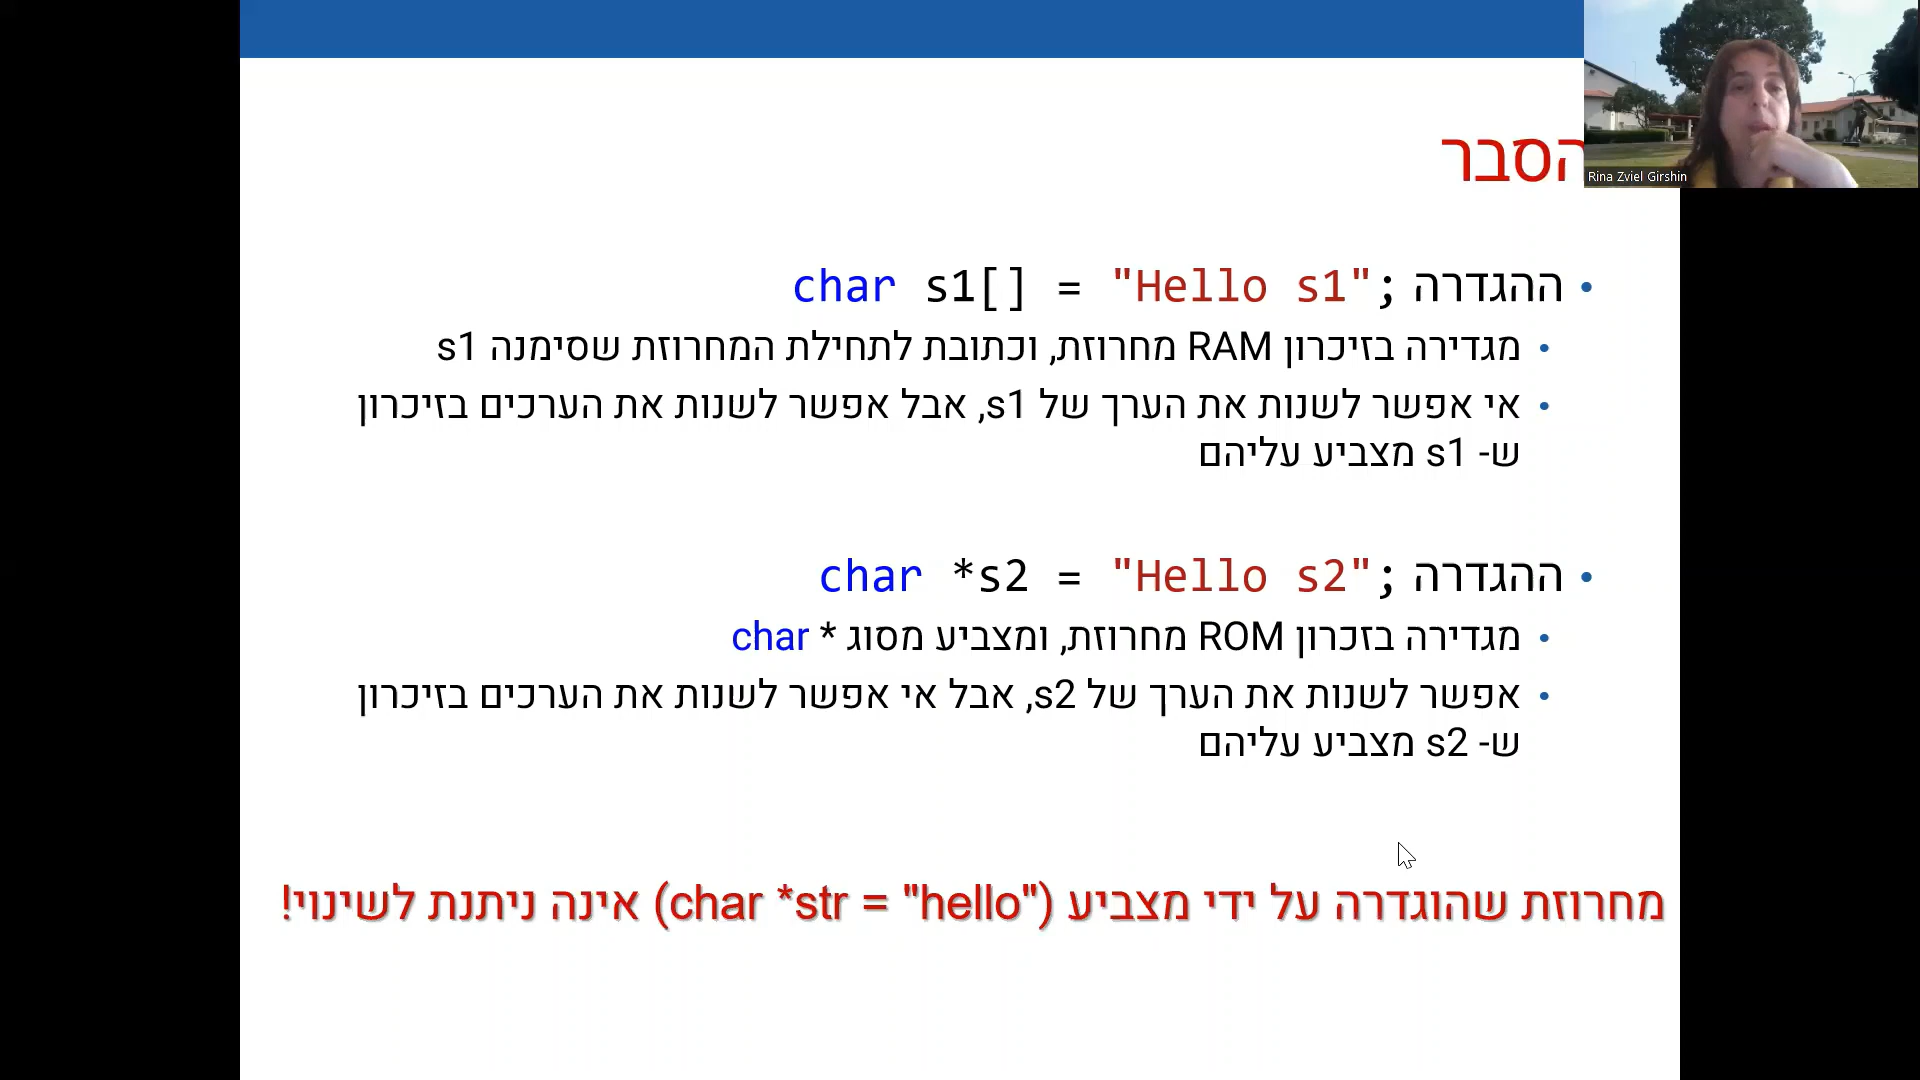 הסבר
Rina Zviel Girshin
• ההגדרה char s1[] = "Hello s1";
• מגדירה בזיכרון RAM מחרוזת, וכתובת לתחילת המחרוזת שסימנה s1
• אי אפשר לשנות את הערך של s1, אבל אפשר לשנות את הערכים בזיכרון
ש- s1 מצביע עליהם
• ההגדרה char *s2 = "Hello s2";
• מגדירה בזכרון ROM מחרוזת, ומצביע מסוג char *
• אפשר לשנות את הערך של s2, אבל אי אפשר לשנות את הערכים בזיכרון
ש- s2 מצביע עליהם
מחרוזת שהוגדרה על ידי מצביע (char *str = "hello") אינה ניתנת לשינוי!